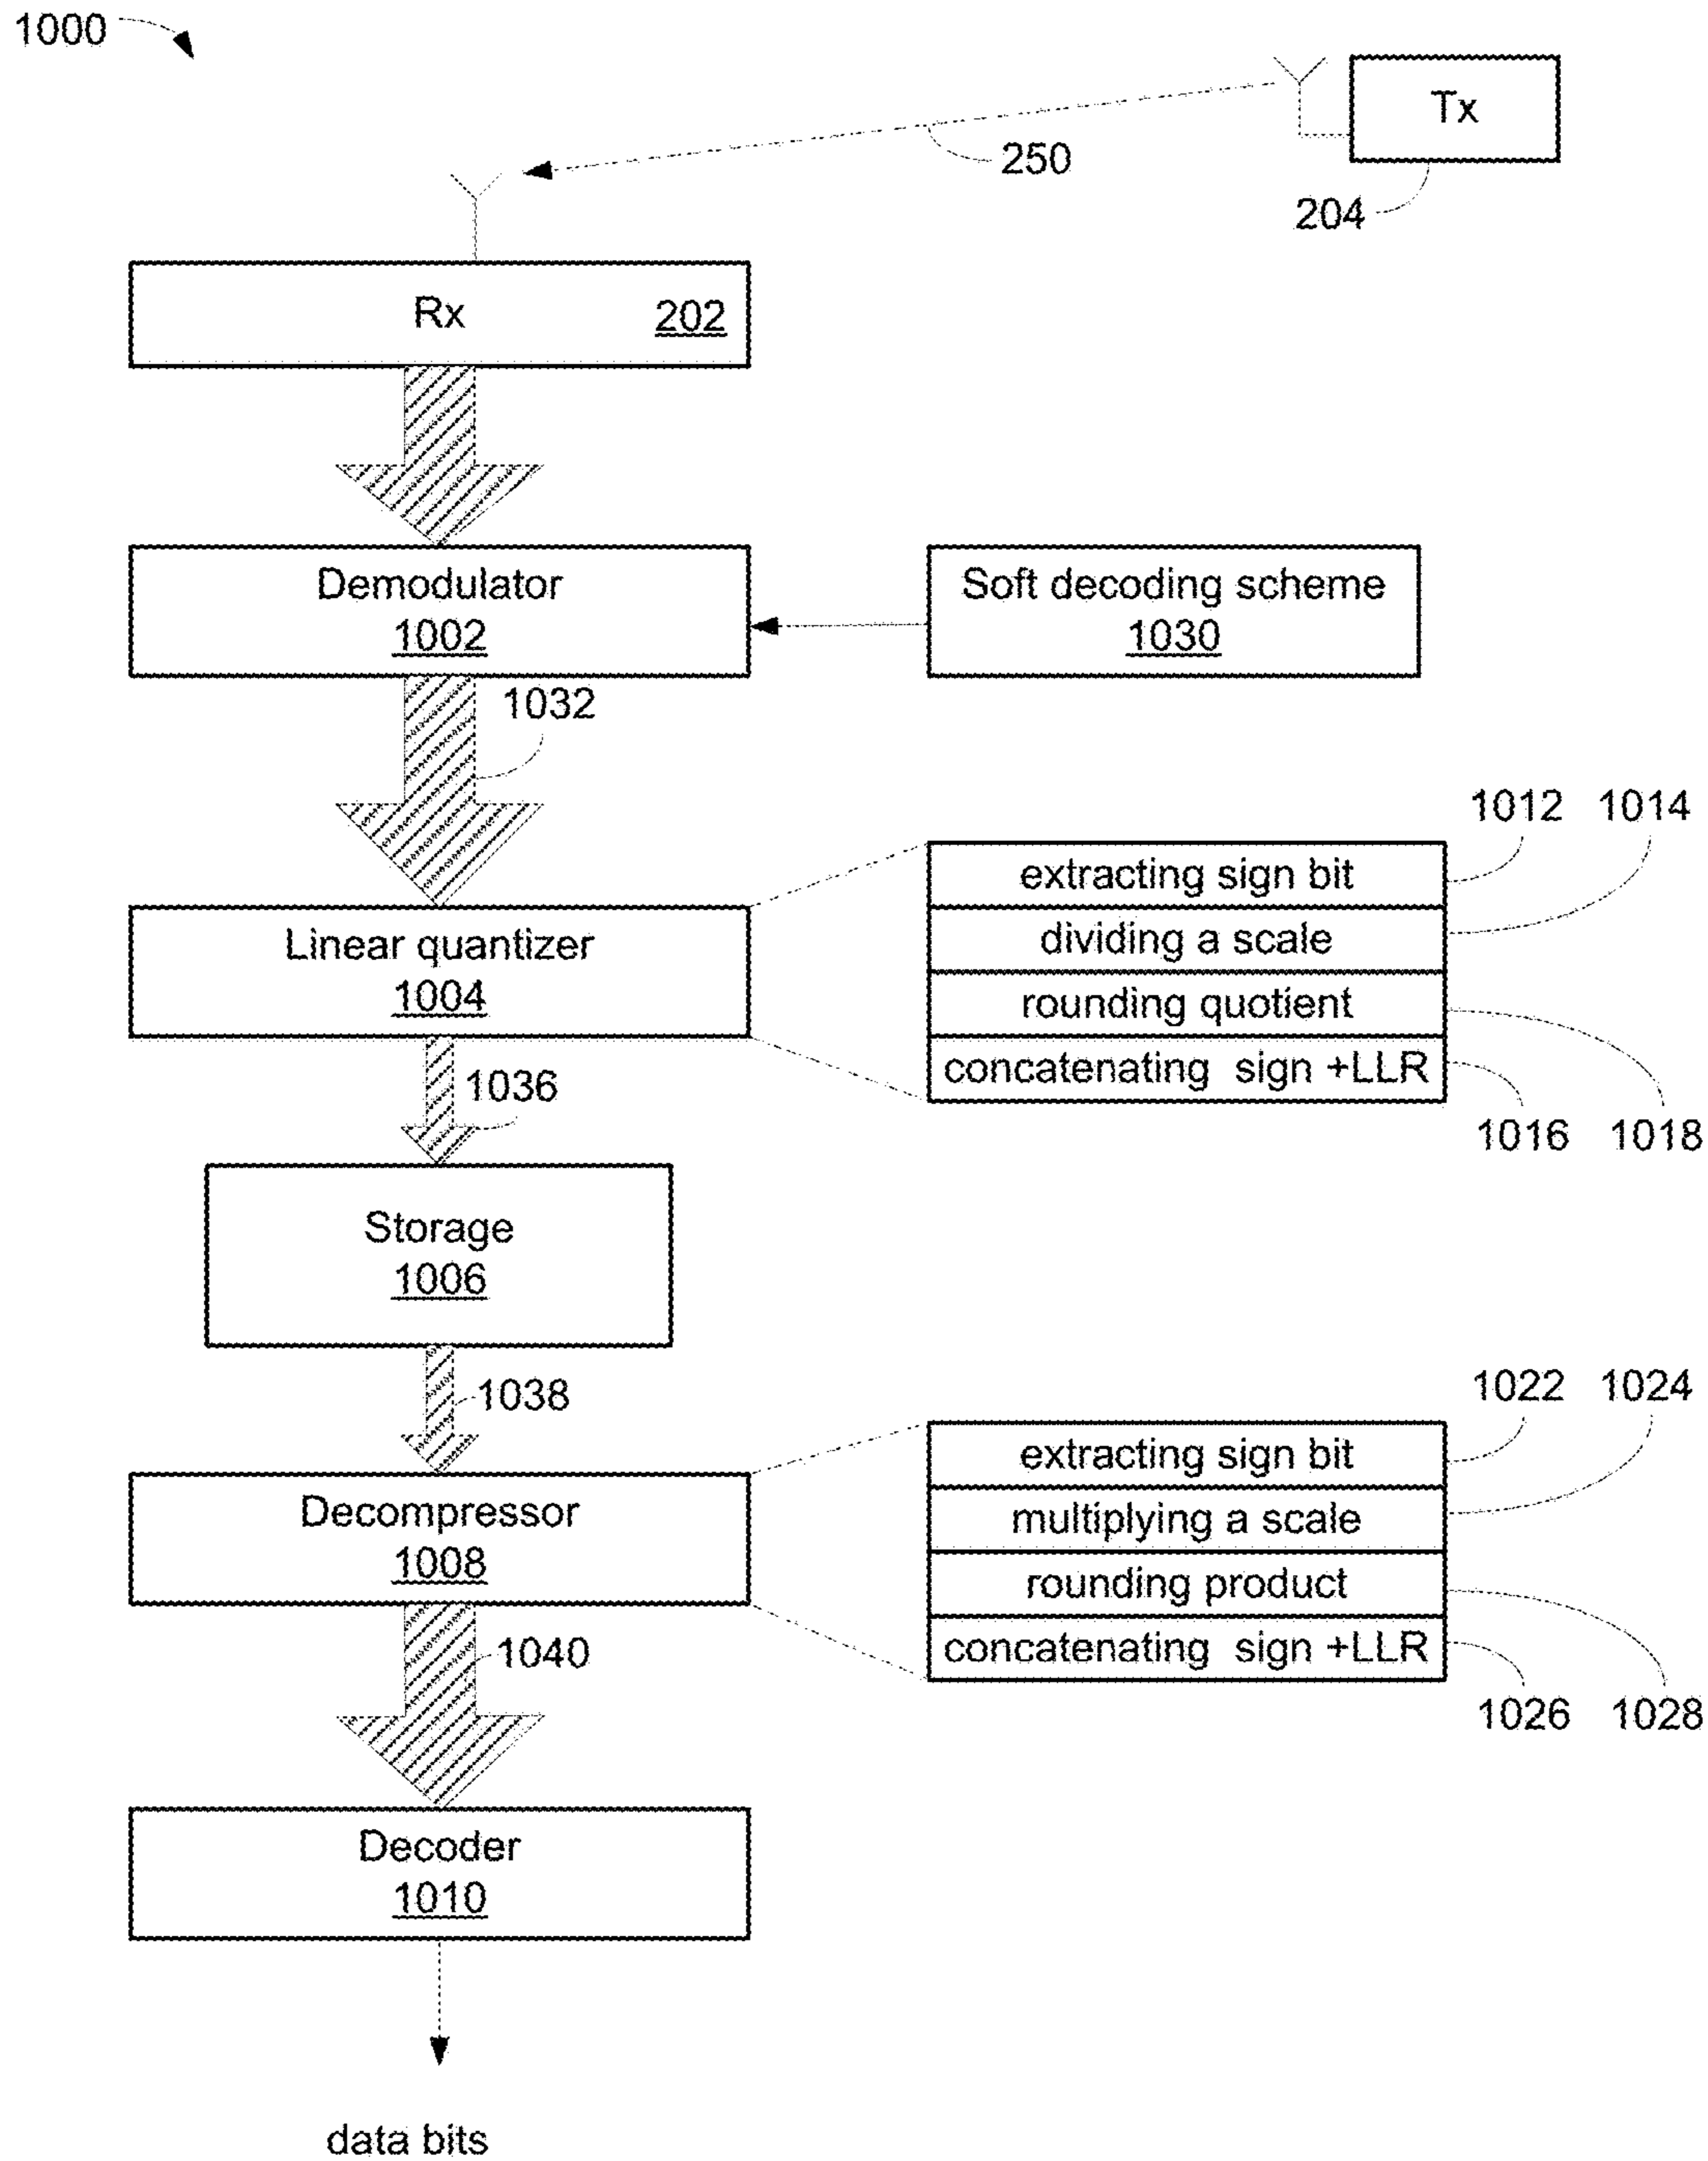 1000
Tx
250
204
Rx 202
Demodulator
1002
Soft decoding scheme
1030
1032
1012 1014
extracting sign bit
dividing a scale
rounding quotient
concatenating sign +LLR
Linear quantizer
1004
1036
1016 1018
Storage
1006
1038
1022 1024
extracting sign bit
multiplying a scale
rounding product
concatenating sign +LLR
Decompressor
1008
1040
1026 1028
Decoder
1010
data bits